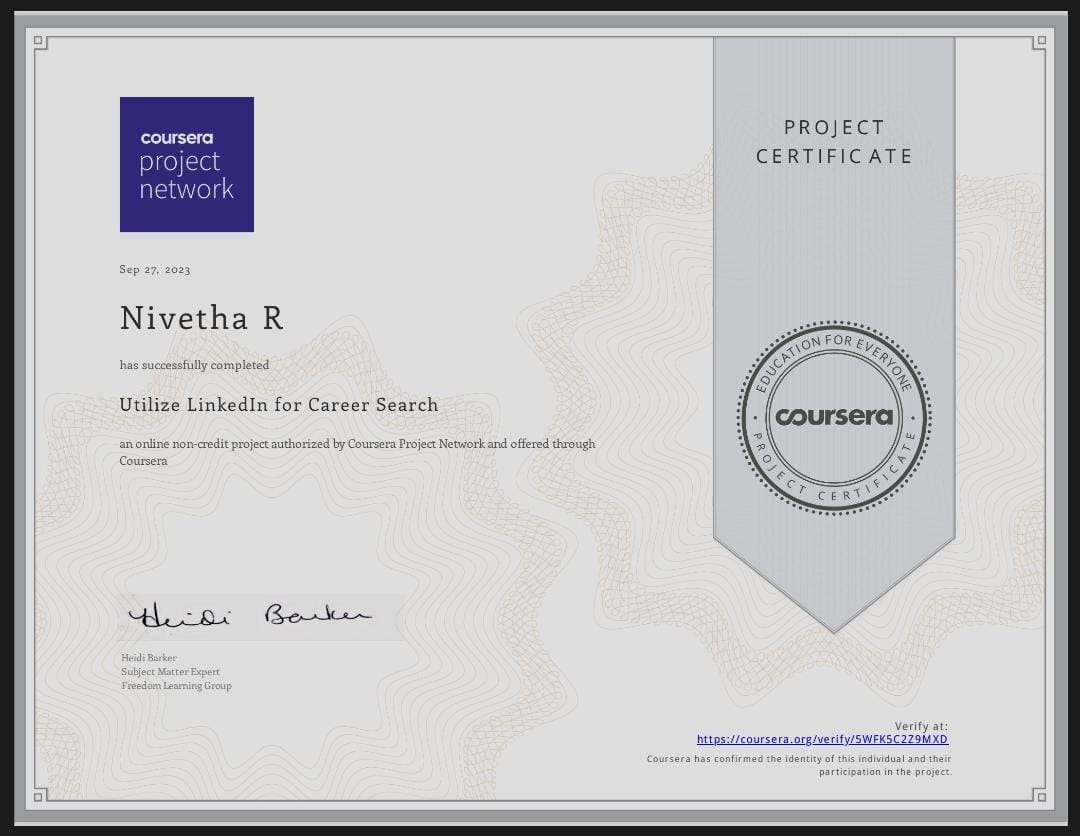 coursera
project
network
PROJECT
CERTIFICATE
Sep 27, 2023
Nivetha R
has successfully completed
Utilize LinkedIn for Career Search
an online non-credit project authorized by Coursera Project Network and offered through
Coursera
EDUCATION FOR EVERYONE
coursera
PROJECT CERTIFICATE
Heidi Barker
Heidi Barker
Subject Matter Expert
Freedom Learning Group
Verify at:
https://coursera.org/verify/5WFK5C2Z9MXD
Coursera has confirmed the identity of this individual and their
participation in the project.